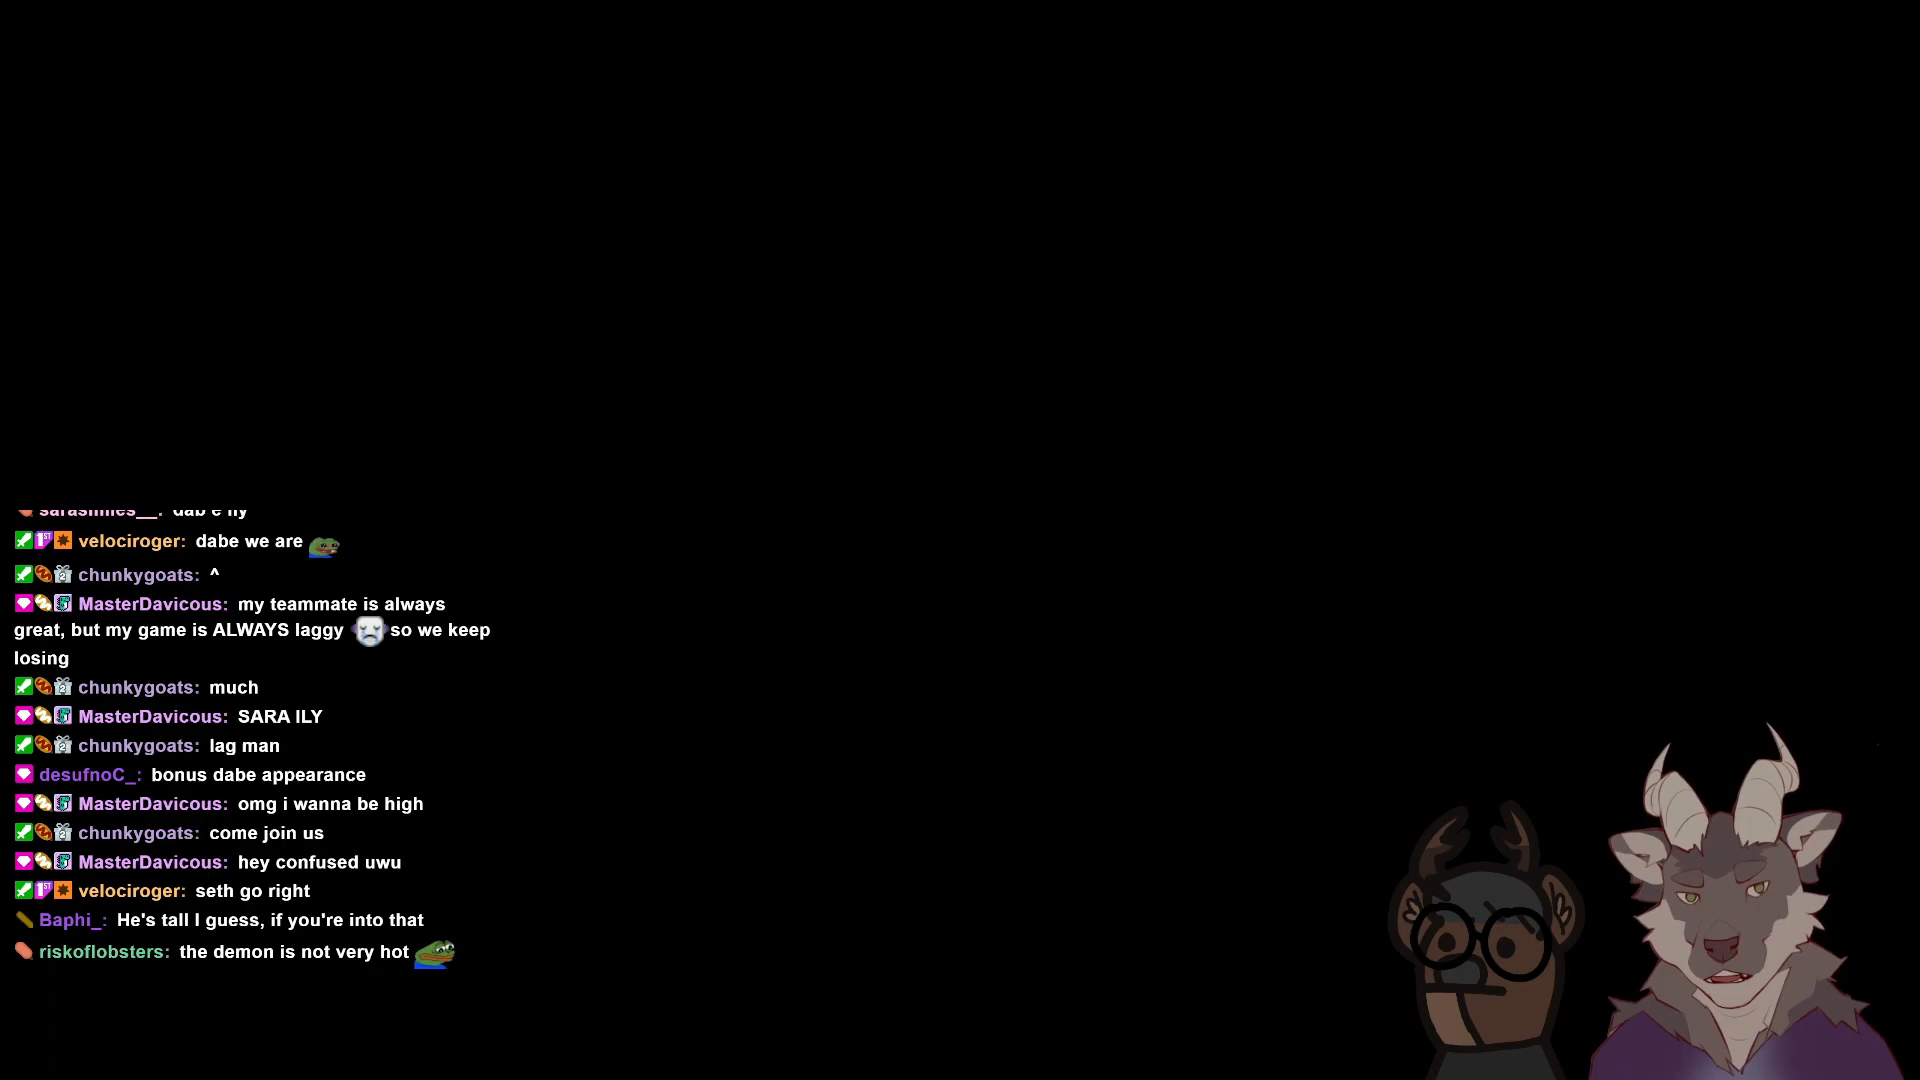 velociroger: dabe we are
chunkygoats: ^
MasterDavicous: my teammate is always
great, but my game is ALWAYS laggy so we keep
losing
chunkygoats: much
MasterDavicous: SARA ILY
chunkygoats: lag man
desufnoC_: bonus dabe appearance
MasterDavicous: omg i wanna be high
chunkygoats: come join us
MasterDavicous: hey confused uwu
velociroger: seth go right
Baphi_: He's tall I guess, if you're into that
riskoflobsters: the demon is not very hot